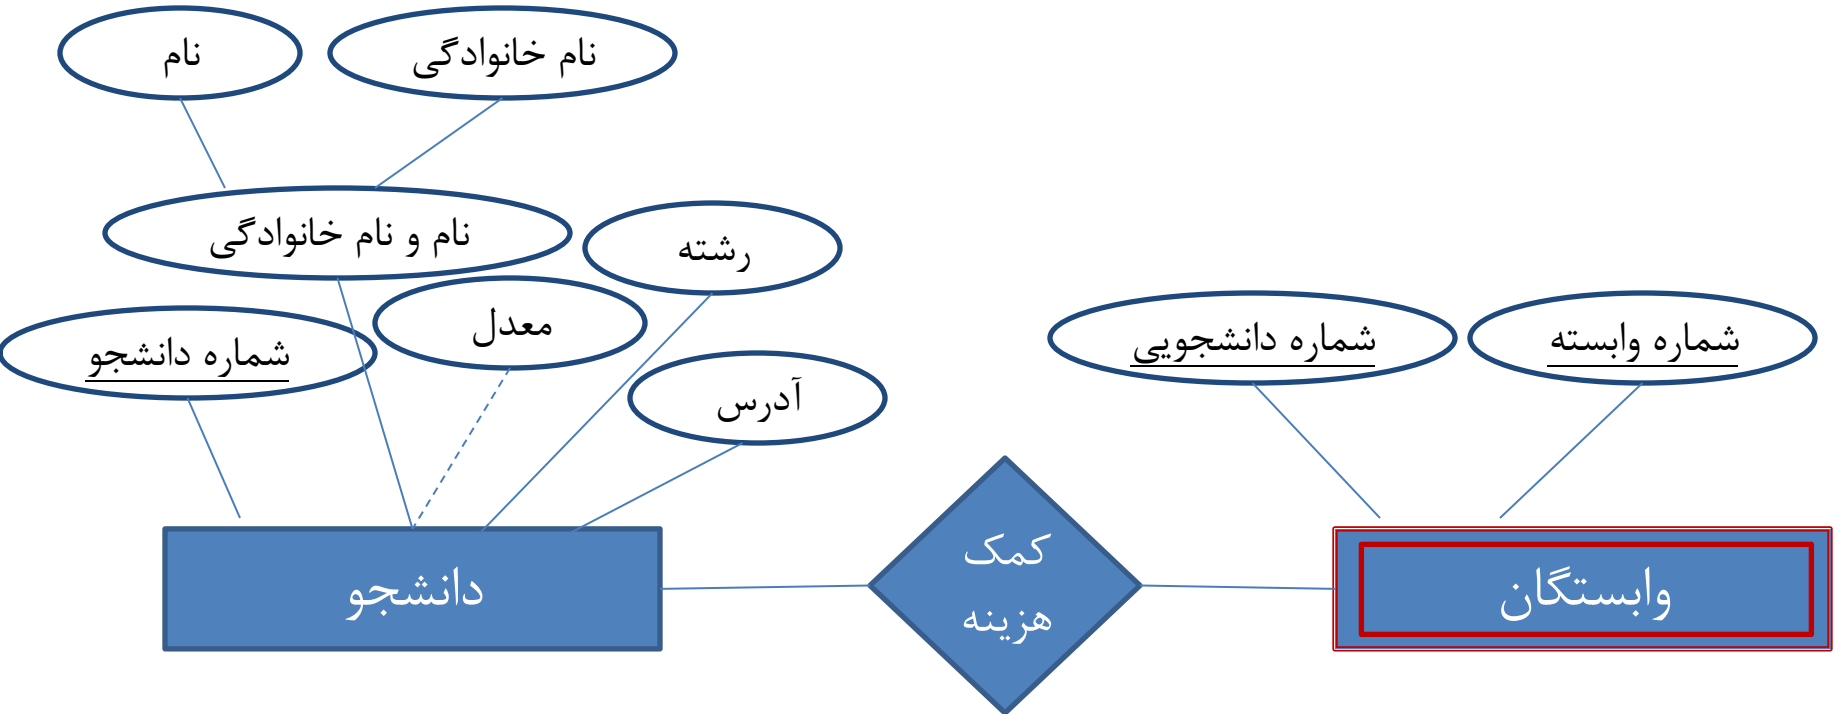 نام خانوادگی
نام
نام و نام خانوادگی
رشته
معدل
شماره دانشجو
آدرس
شماره وابسته
شماره دانشجویی
دانشجو
کمک
هزینه
وابستگان